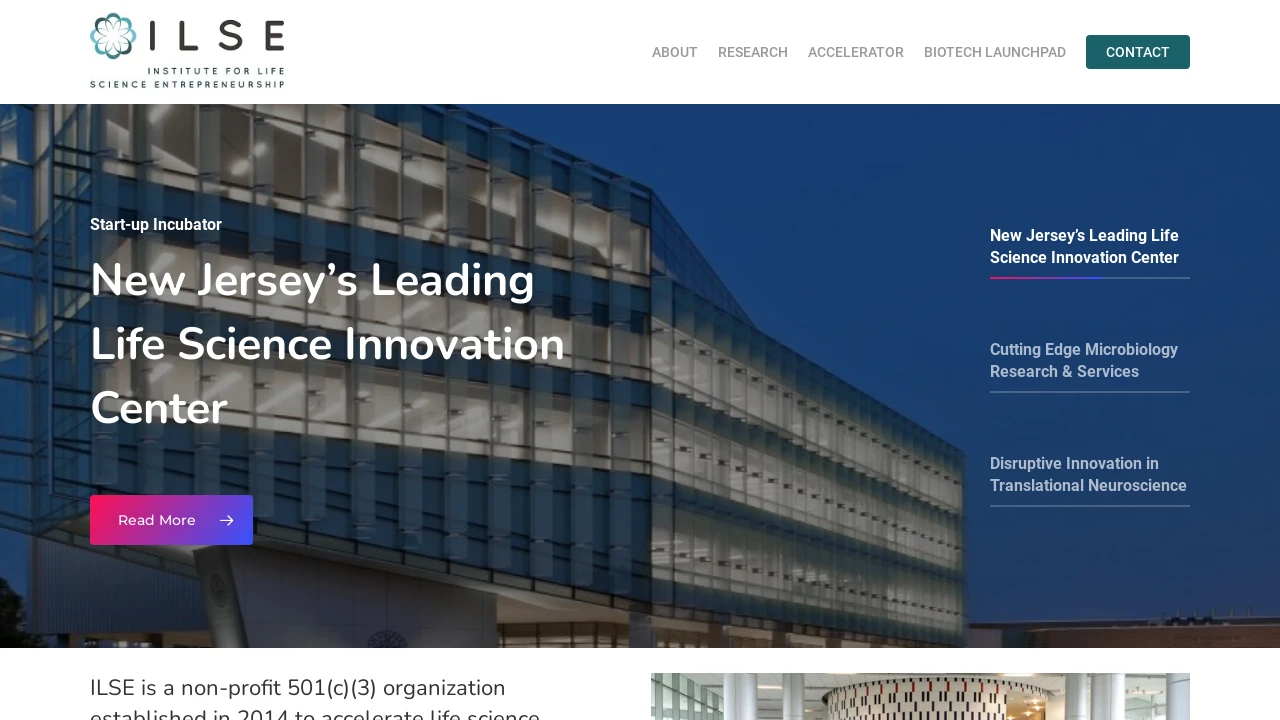 ILSE
INSTITUTE FOR LIFE
SCIENCE ENTREPRENEURSHIP
ABOUT
RESEARCH
ACCELERATOR
BIOTECH LAUNCHPAD
CONTACT
Start-up Incubator
New Jersey’s Leading
Life Science Innovation
Center
Read More
New Jersey’s Leading Life
Science Innovation Center
Cutting Edge Microbiology
Research & Services
Disruptive Innovation in
Translational Neuroscience
ILSE is a non-profit 501(c)(3) organization
established in 2014 to accelerate life science